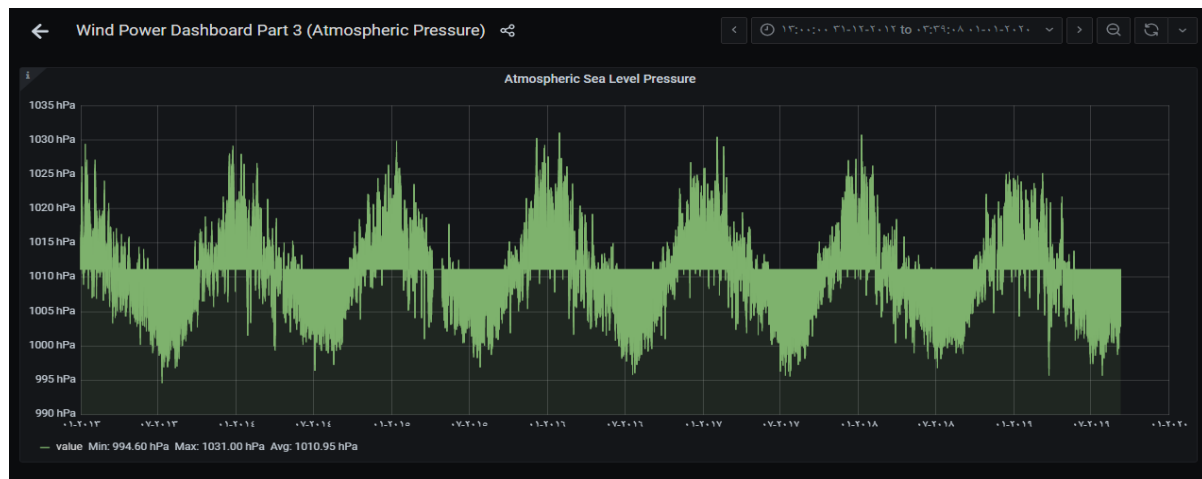 Wind Power Dashboard Part 3 (Atmospheric Pressure)
١٣:٠٠:٠٠ ٣١-١٢-٢٠١٢ to ٠٣:٣٩:٠٨ ٠١-٠١-٢٠٢٠
i
Atmospheric Sea Level Pressure
1035 hPa
1030 hPa
1025 hPa
1020 hPa
1015 hPa
1010 hPa
1005 hPa
1000 hPa
995 hPa
990 hPa
٠١-٢٠١٣ ٠٧-٢٠١٣ ٠١-٢٠١٤ ٠٧-٢٠١٤ ٠١-٢٠١٥ ٠٧-٢٠١٥ ٠١-٢٠١٦ ٠٧-٢٠١٦ ٠١-٢٠١٧ ٠٧-٢٠١٧ ٠١-٢٠١٨ ٠٧-٢٠١٨ ٠١-٢٠١٩ ٠٧-٢٠١٩ ٠١-٢٠٢٠
value Min: 994.60 hPa Max: 1031.00 hPa Avg: 1010.95 hPa